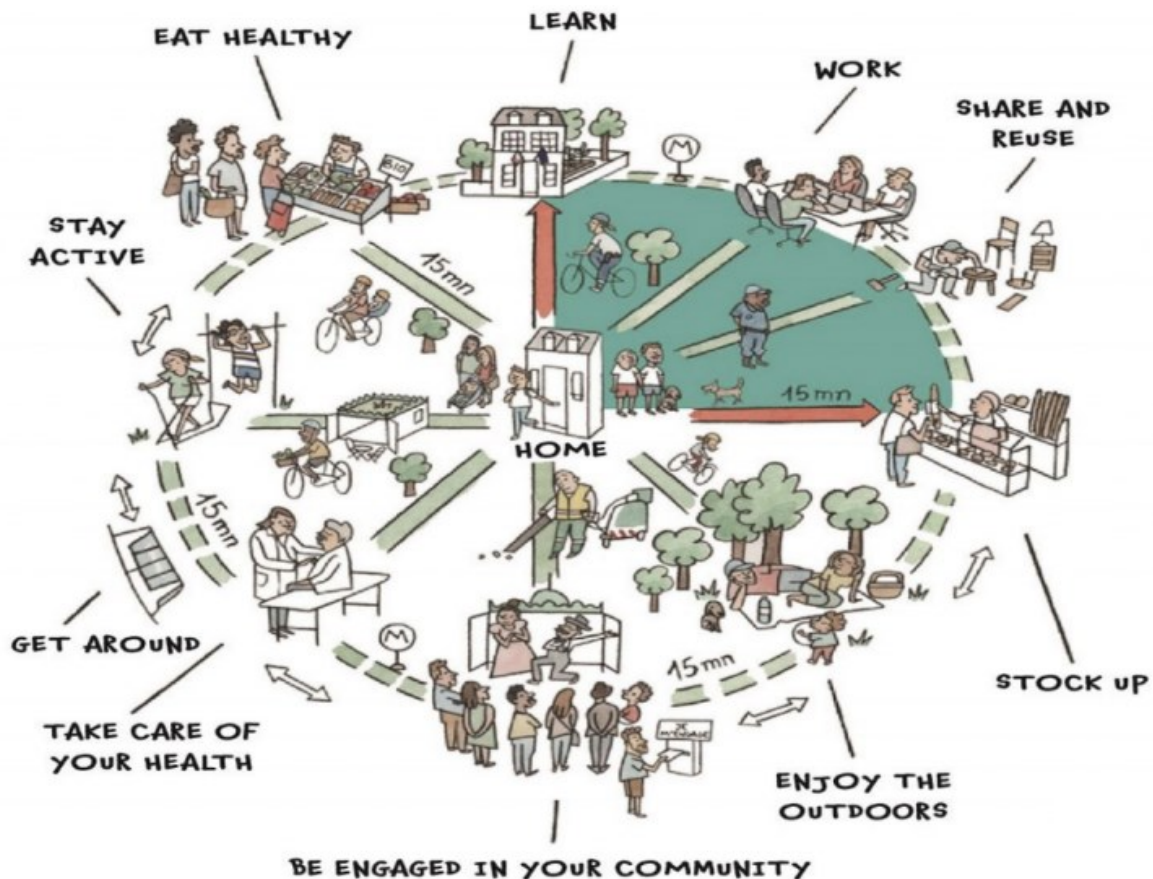 LEARN
EAT HEALTHY
WORK
SHARE AND
REUSE
BIO
M
STAY
ACTIVE
15mn
15mn
HOME
15mn
GET AROUND
M
15mn
STOCK UP
TAKE CARE OF
YOUR HEALTH
ENJOY THE
OUTDOORS
BE ENGAGED IN YOUR COMMUNITY